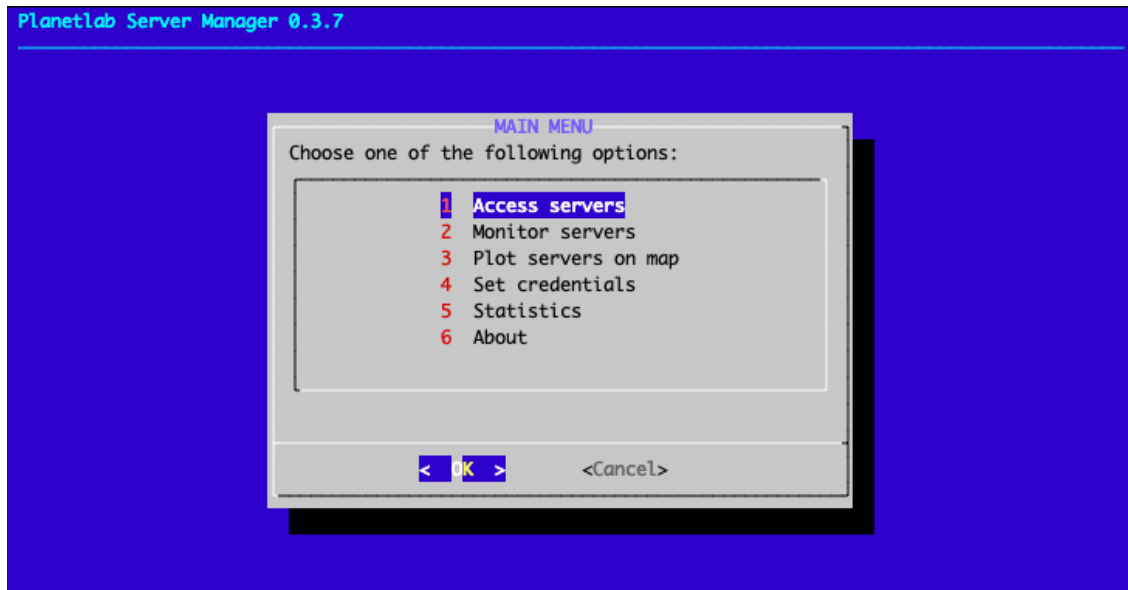 Planetlab Server Manager 0.3.7
MAIN MENU
Choose one of the following options:
1 Access servers
2 Monitor servers
3 Plot servers on map
4 Set credentials
5 Statistics
6 About
< OK > <Cancel>